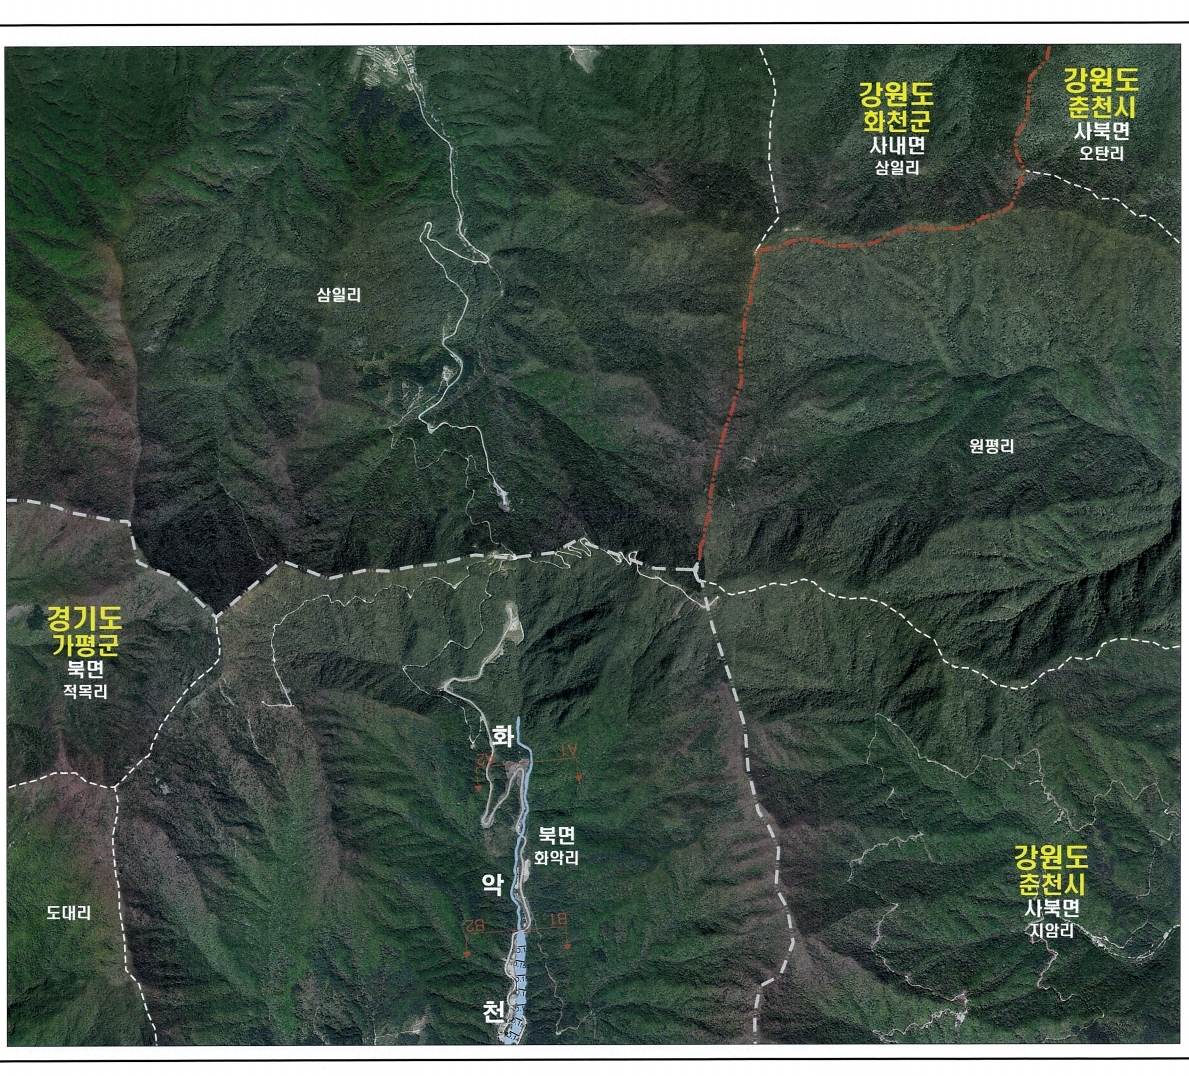 강원도
화천군
사내면
삼일리
강원도
춘천시
사북면
오탄리
삼일리
원평리
경기도
가평군
북면
적목리
화
A2
A1
북면
화악리
악
강원도
춘천시
사북면
지암리
도대리
B2
B1
천